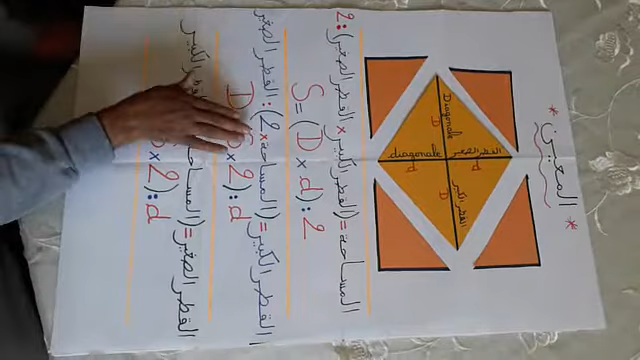 * المعين *
Diagonale
D
القطر الصغير
diagonale
d
d
القطر الكبير
D
المساحة = (القطر الكبير × القطر الصغير) : 2
S = (D × d) : 2
القطر الكبير = (المساحة × 2) : القطر الصغير
× 2) : d
القطر الصغير = (المساحة
× 2) : d